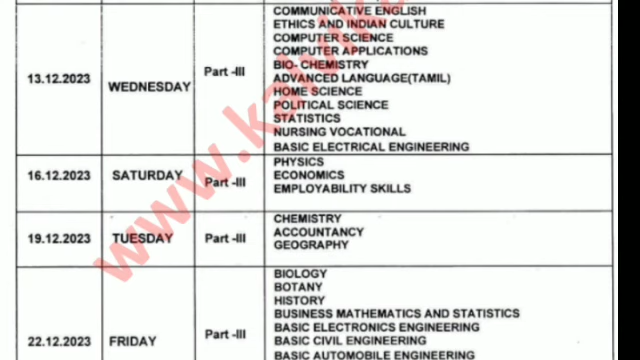 COMMUNICATIVE ENGLISH
ETHICS AND INDIAN CULTURE
COMPUTER SCIENCE
COMPUTER APPLICATIONS
13.12.2023 WEDNESDAY Part -III BIO- CHEMISTRY
ADVANCED LANGUAGE(TAMIL)
HOME SCIENCE
POLITICAL SCIENCE
STATISTICS
NURSING VOCATIONAL
BASIC ELECTRICAL ENGINEERING
16.12.2023 SATURDAY Part -III PHYSICS
ECONOMICS
EMPLOYABILITY SKILLS
19.12.2023 TUESDAY Part -III CHEMISTRY
ACCOUNTANCY
GEOGRAPHY
22.12.2023 FRIDAY Part -III BIOLOGY
BOTANY
HISTORY
BUSINESS MATHEMATICS AND STATISTICS
BASIC ELECTRONICS ENGINEERING
BASIC CIVIL ENGINEERING
BASIC AUTOMOBILE ENGINEERING